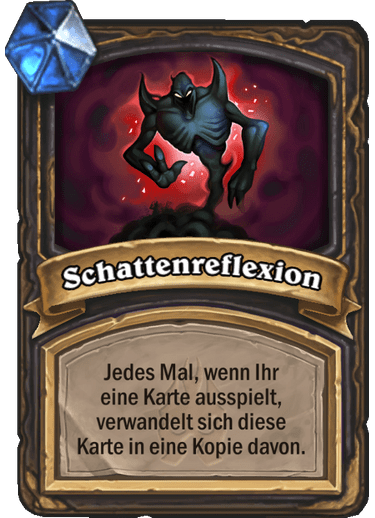 Schattenreflexion
Jedes Mal, wenn Ihr
eine Karte ausspielt,
verwandelt sich diese
Karte in eine Kopie davon.